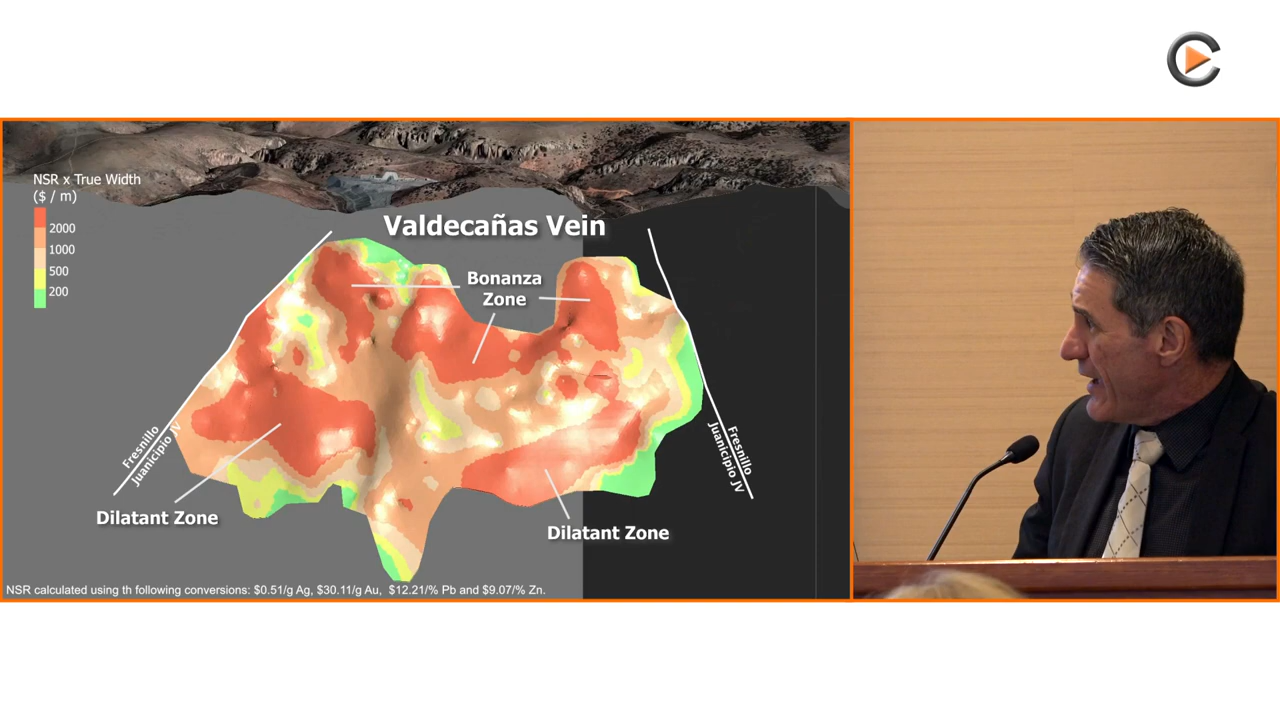 NSR x True Width
($ / m)
2000
1000
500
200
Valdecañas Vein
Bonanza
Zone
Fresnillo
Juanicipio JV
Fresnillo
Juanicipio JV
Dilatant Zone
Dilatant Zone
NSR calculated using th following conversions: $0.51/g Ag, $30.11/g Au, $12.21/% Pb and $9.07/% Zn.